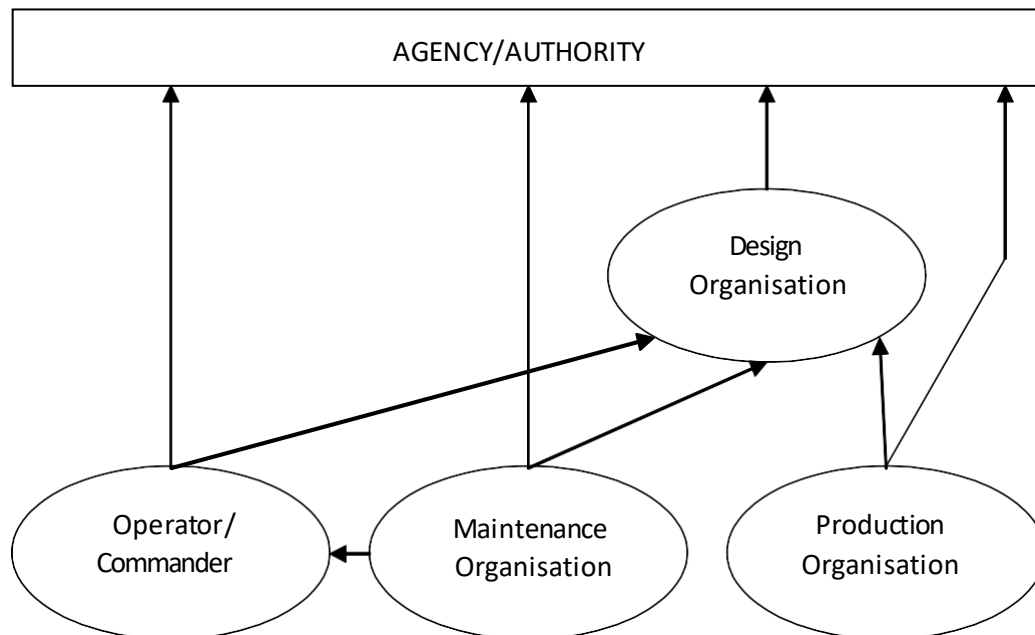 AGENCY/AUTHORITY
Design
Organisation
Operator/
Commander
Maintenance
Organisation
Production
Organisation